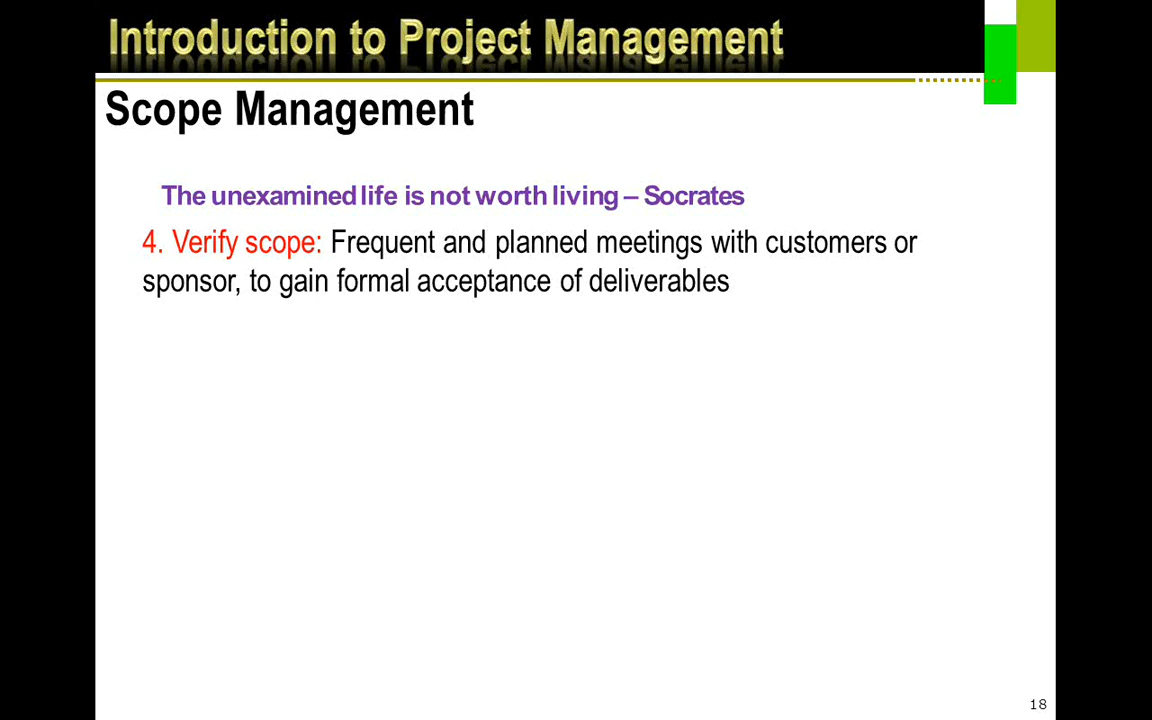 Introduction to Project Management
Scope Management
The unexamined life is not worth living – Socrates
4. Verify scope: Frequent and planned meetings with customers or
sponsor, to gain formal acceptance of deliverables
18